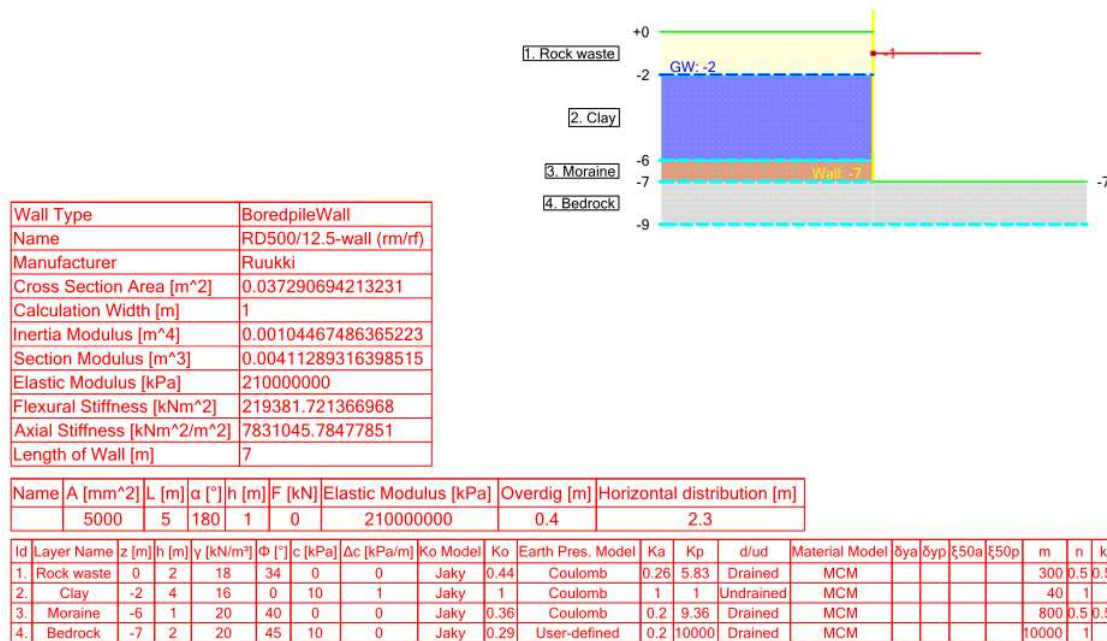 +0
1. Rock waste
-1
GW: -2
-2
2. Clay
-6
3. Moraine
Wall: -7
-7
-7
4. Bedrock
-9
Wall Type BoredpileWall
Name RD500/12.5-wall (rm/rf)
Manufacturer Ruukki
Cross Section Area [m^2] 0.037290694213231
Calculation Width [m] 1
Inertia Modulus [m^4] 0.00104467486365223
Section Modulus [m^3] 0.00411289316398515
Elastic Modulus [kPa] 210000000
Flexural Stiffness [kNm^2] 219381.721366968
Axial Stiffness [kNm^2/m^2] 7831045.78477851
Length of Wall [m] 7
Name A [mm^2] L [m] α [°] h [m] F [kN] Elastic Modulus [kPa] Overdig [m] Horizontal distribution [m]
5000 5 180 1 0 210000000 0.4 2.3
Id Layer Name z [m] h [m] γ [kN/m³] Φ [°] c [kPa] Δc [kPa/m] Ko Model Ko Earth Pres. Model Ka Kp d/ud Material Model δya δyp ξ50a ξ50p m n
1. Rock waste 0 2 18 34 0 0 Jaky 0.44 Coulomb 0.26 5.83 Drained MCM 300 0.5
2. Clay -2 4 16 0 10 1 Jaky 1 Coulomb 1 1 Undrained MCM 40 1
3. Moraine -6 1 20 40 0 0 Jaky 0.36 Coulomb 0.2 9.36 Drained MCM 800 0.5
4. Bedrock -7 2 20 45 10 0 Jaky 0.29 User-defined 0.2 10000 Drained MCM 10000 1